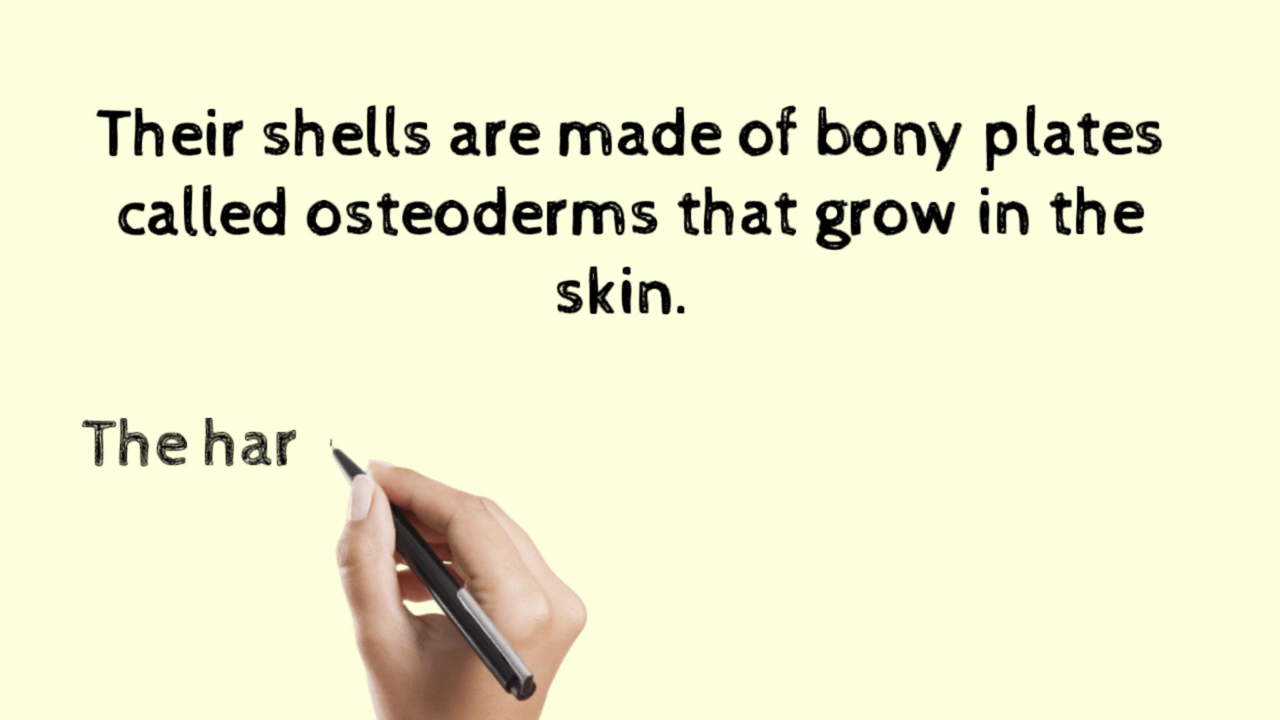 Their shells are made of bony plates
called osteoderms that grow in the
skin.
The har